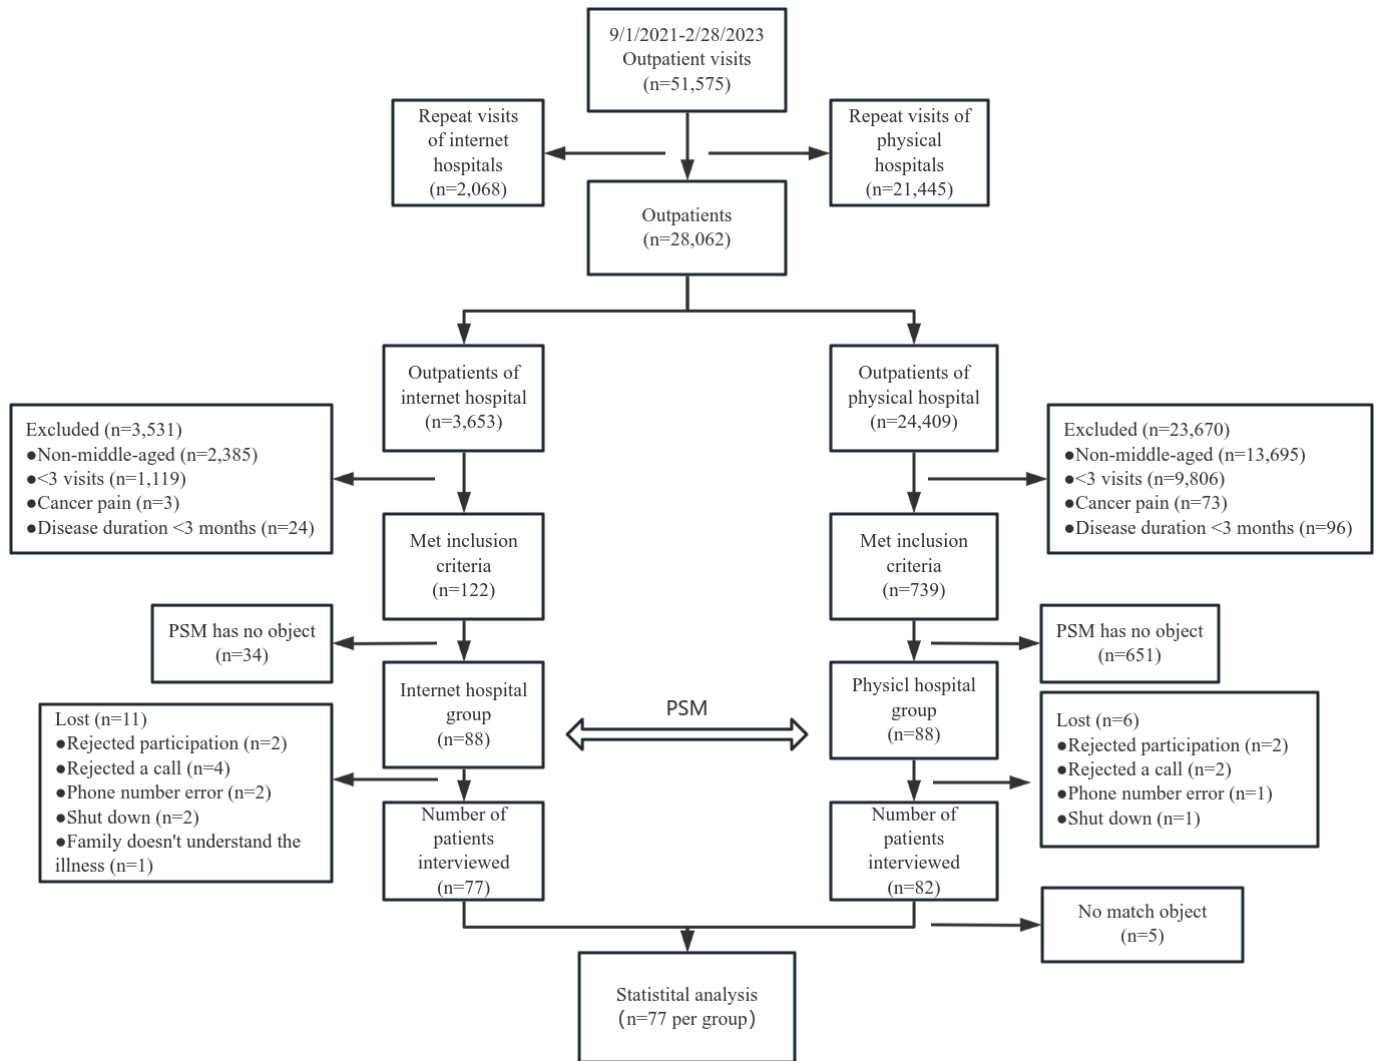 9/1/2021-2/28/2023
Outpatient visits
(n=51,575)
Repeat visits
of internet
hospitals
(n=2,068)
Repeat visits of
physical
hospitals
(n=21,445)
Outpatients
(n=28,062)
Outpatients of
internet hospital
(n=3,653)
Outpatients of
physical hospital
(n=24,409)
Excluded (n=3,531)
●Non-middle-aged (n=2,385)
●<3 visits (n=1,119)
●Cancer pain (n=3)
●Disease duration <3 months (n=24)
Excluded (n=23,670)
●Non-middle-aged (n=13,695)
●<3 visits (n=9,806)
●Cancer pain (n=73)
●Disease duration <3 months (n=96)
Met inclusion
criteria
(n=122)
Met inclusion
criteria
(n=739)
PSM has no object
(n=34)
PSM has no object
(n=651)
Internet hospital
group
(n=88)
PSM
Physicl hospital
group
(n=88)
Lost (n=11)
●Rejected participation (n=2)
●Rejected a call (n=4)
●Phone number error (n=2)
●Shut down (n=2)
●Family doesn't understand the
illness (n=1)
Lost (n=6)
●Rejected participation (n=2)
●Rejected a call (n=2)
●Phone number error (n=1)
●Shut down (n=1)
Number of
patients
interviewed
(n=77)
Number of
patients
interviewed
(n=82)
No match object
(n=5)
Statistital analysis
(n=77 per group)